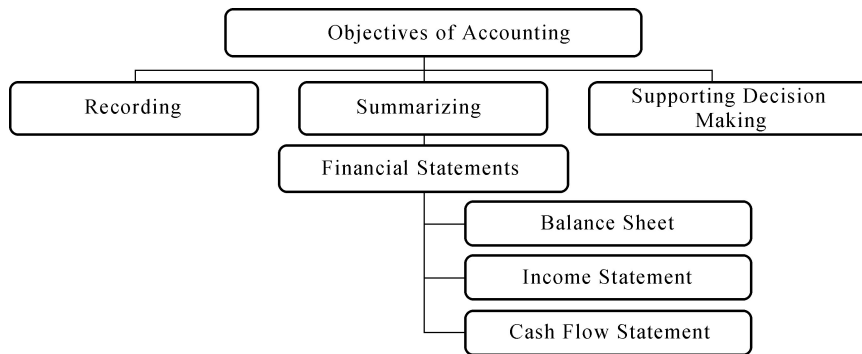 Objectives of Accounting
Recording
Summarizing
Supporting Decision
Making
Financial Statements
Balance Sheet
Income Statement
Cash Flow Statement